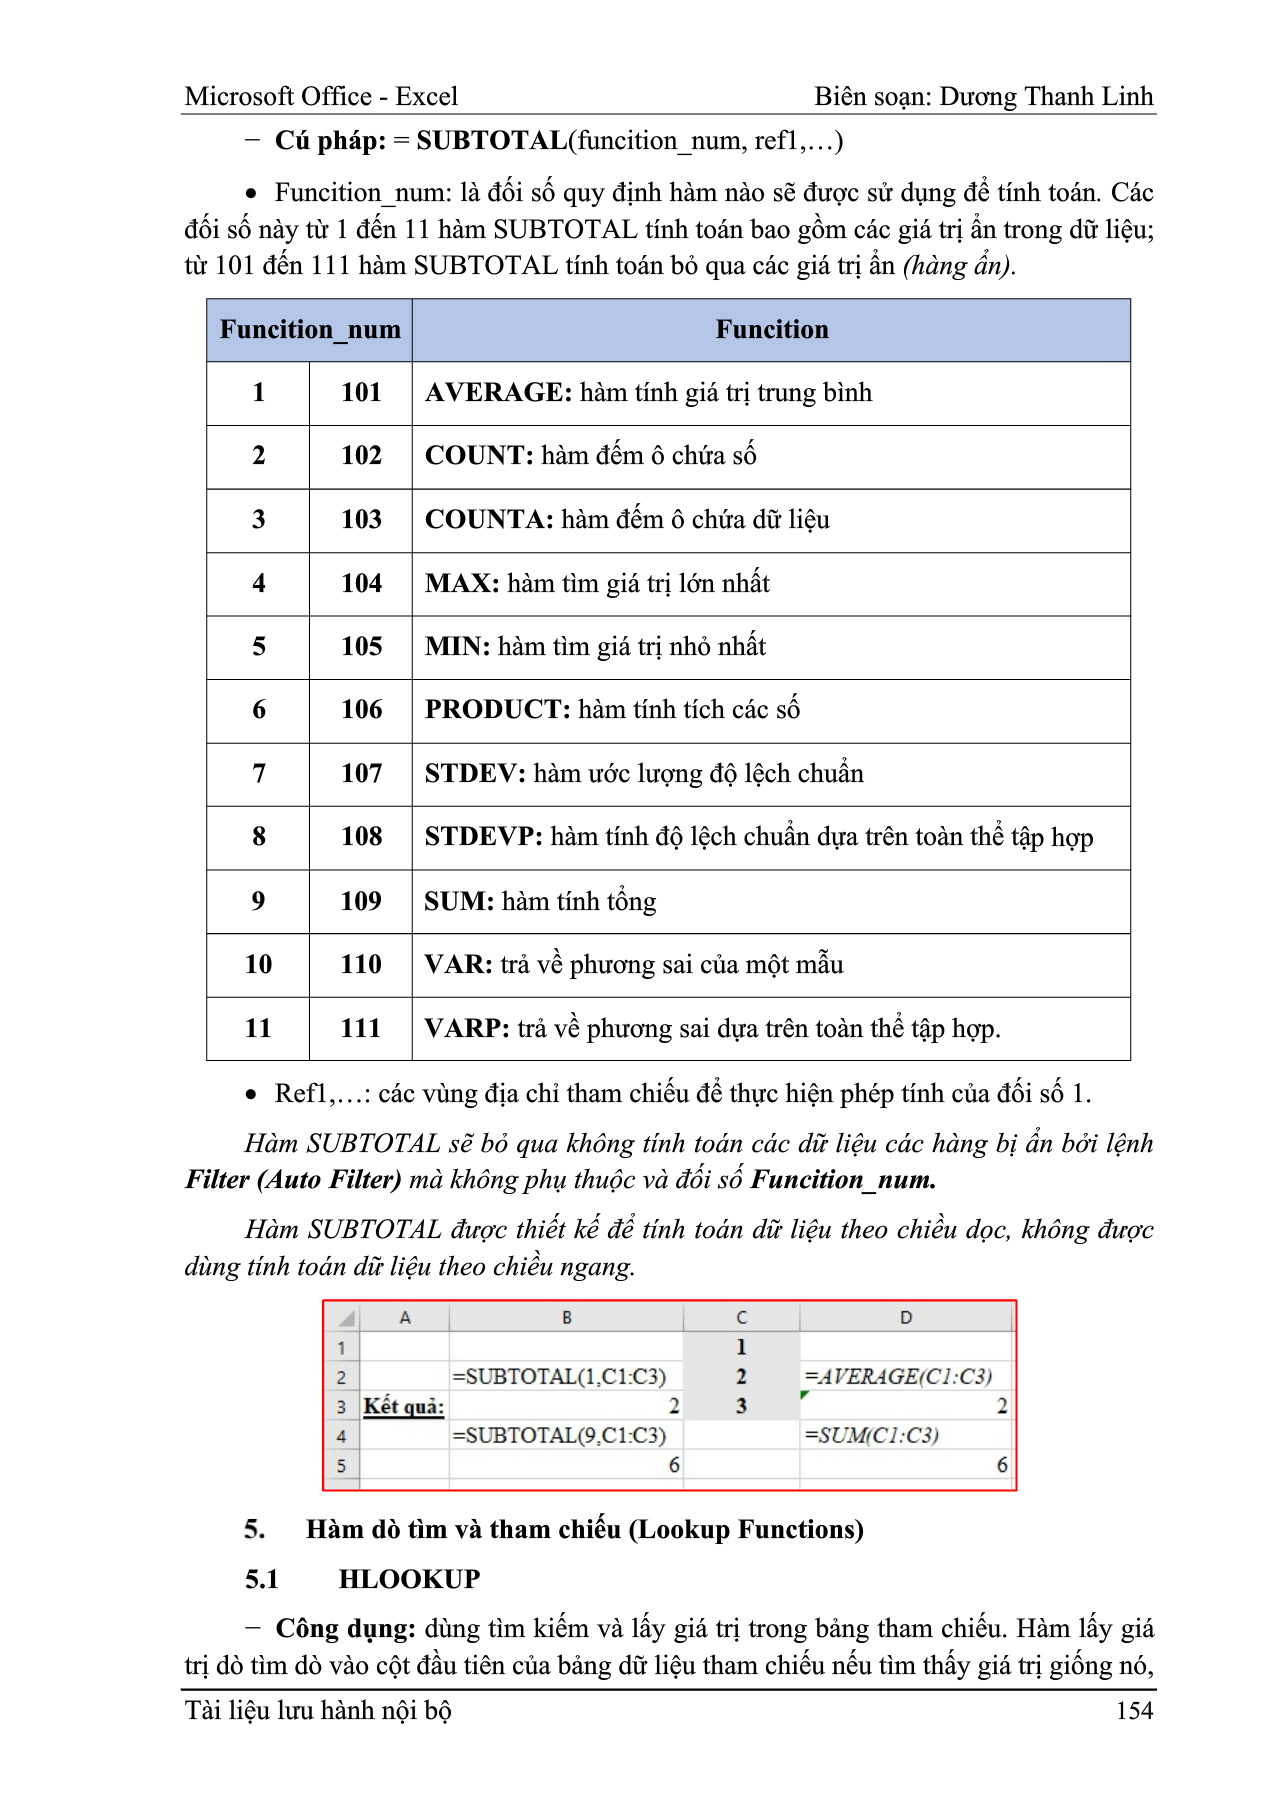 Microsoft Office - Excel Biên soạn: Dương Thanh Linh
− Cú pháp: = SUBTOTAL(funcition_num, ref1,…)
• Funcition_num: là đối số quy định hàm nào sẽ được sử dụng để tính toán. Các
đối số này từ 1 đến 11 hàm SUBTOTAL tính toán bao gồm các giá trị ẩn trong dữ liệu;
từ 101 đến 111 hàm SUBTOTAL tính toán bỏ qua các giá trị ẩn (hàng ẩn).
Funcition_num Funcition
1 101 AVERAGE: hàm tính giá trị trung bình
2 102 COUNT: hàm đếm ô chứa số
3 103 COUNTA: hàm đếm ô chứa dữ liệu
4 104 MAX: hàm tìm giá trị lớn nhất
5 105 MIN: hàm tìm giá trị nhỏ nhất
6 106 PRODUCT: hàm tính tích các số
7 107 STDEV: hàm ước lượng độ lệch chuẩn
8 108 STDEVP: hàm tính độ lệch chuẩn dựa trên toàn thể tập hợp
9 109 SUM: hàm tính tổng
10 110 VAR: trả về phương sai của một mẫu
11 111 VARP: trả về phương sai dựa trên toàn thể tập hợp.
• Ref1,…: các vùng địa chỉ tham chiếu để thực hiện phép tính của đối số 1.
Hàm SUBTOTAL sẽ bỏ qua không tính toán các dữ liệu các hàng bị ẩn bởi lệnh
Filter (Auto Filter) mà không phụ thuộc và đối số Funcition_num.
Hàm SUBTOTAL được thiết kế để tính toán dữ liệu theo chiều dọc, không được
dùng tính toán dữ liệu theo chiều ngang.
A B C D
1 1
2 =SUBTOTAL(1,C1:C3) 2 =AVERAGE(C1:C3)
3 Kết quả: 2 3 2
4 =SUBTOTAL(9,C1:C3) =SUM(C1:C3)
5 6 6
5. Hàm dò tìm và tham chiếu (Lookup Functions)
5.1 HLOOKUP
− Công dụng: dùng tìm kiếm và lấy giá trị trong bảng tham chiếu. Hàm lấy giá
trị dò tìm dò vào cột đầu tiên của bảng dữ liệu tham chiếu nếu tìm thấy giá trị giống nó,
Tài liệu lưu hành nội bộ 154